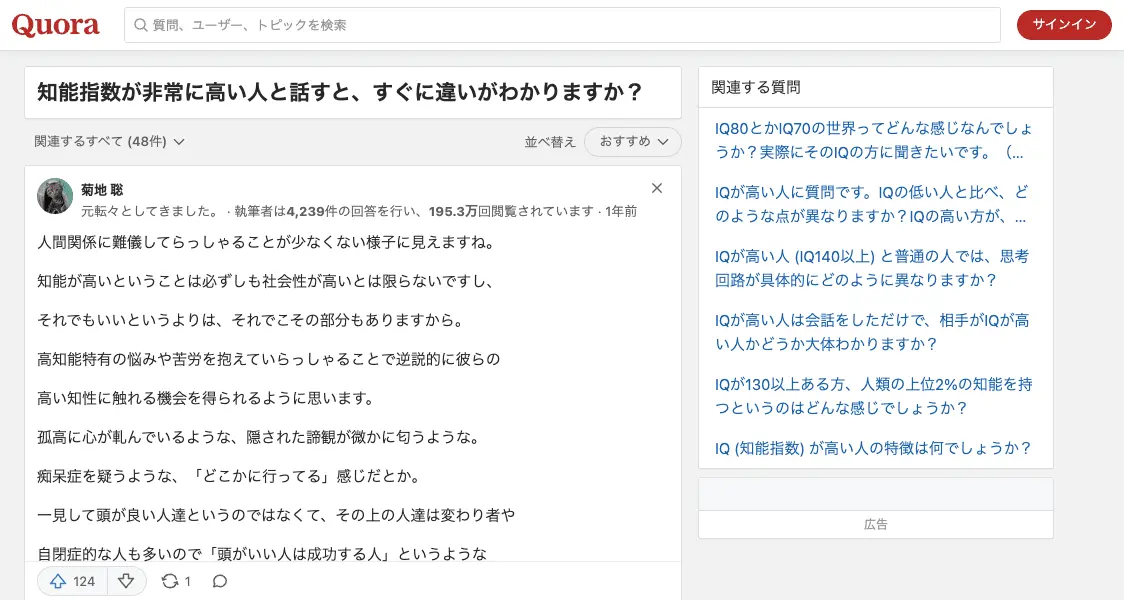 Quora
質問、ユーザー、トピックを検索
サインイン
知能指数が非常に高い人と話すと、すぐに違いがわかりますか？
関連するすべて (48件)
並べ替え
おすすめ
菊地 聡
元転々としてきました。 · 執筆者は4,239件の回答を行い、195.3万回閲覧されています · 1年前
人間関係に難儀してらっしゃることが少なくない様子に見えますね。
知能が高いということは必ずしも社会性が高いとは限らないですし、
それでもいいというよりは、それでこその部分もありますから。
高知能特有の悩みや苦労を抱えていらっしゃることで逆説的に彼らの
高い知性に触れる機会を得られるように思います。
孤高に心が軋んでいるような、隠された諦観が微かに匂うような。
痴呆症を疑うような、「どこかに行ってる」感じだとか。
一見して頭が良い人達というのではなくて、その上の人達は変わり者や
自閉症的な人も多いので「頭がいい人は成功する人」というような
124
1
関連する質問
IQ80とかIQ70の世界ってどんな感じなんでしょ
うか？実際にそのIQの方に聞きたいです。（...
IQが高い人に質問です。IQの低い人と比べ、ど
のような点が異なりますか？IQの高い方が、...
IQが高い人 (IQ140以上) と普通の人では、思考
回路が具体的にどのように異なりますか？
IQが高い人は会話をしただけで、相手がIQが高
い人かどうか大体わかりますか？
IQが130以上ある方、人類の上位2%の知能を持
つというのはどんな感じでしょうか？
IQ (知能指数) が高い人の特徴は何でしょうか？
広告